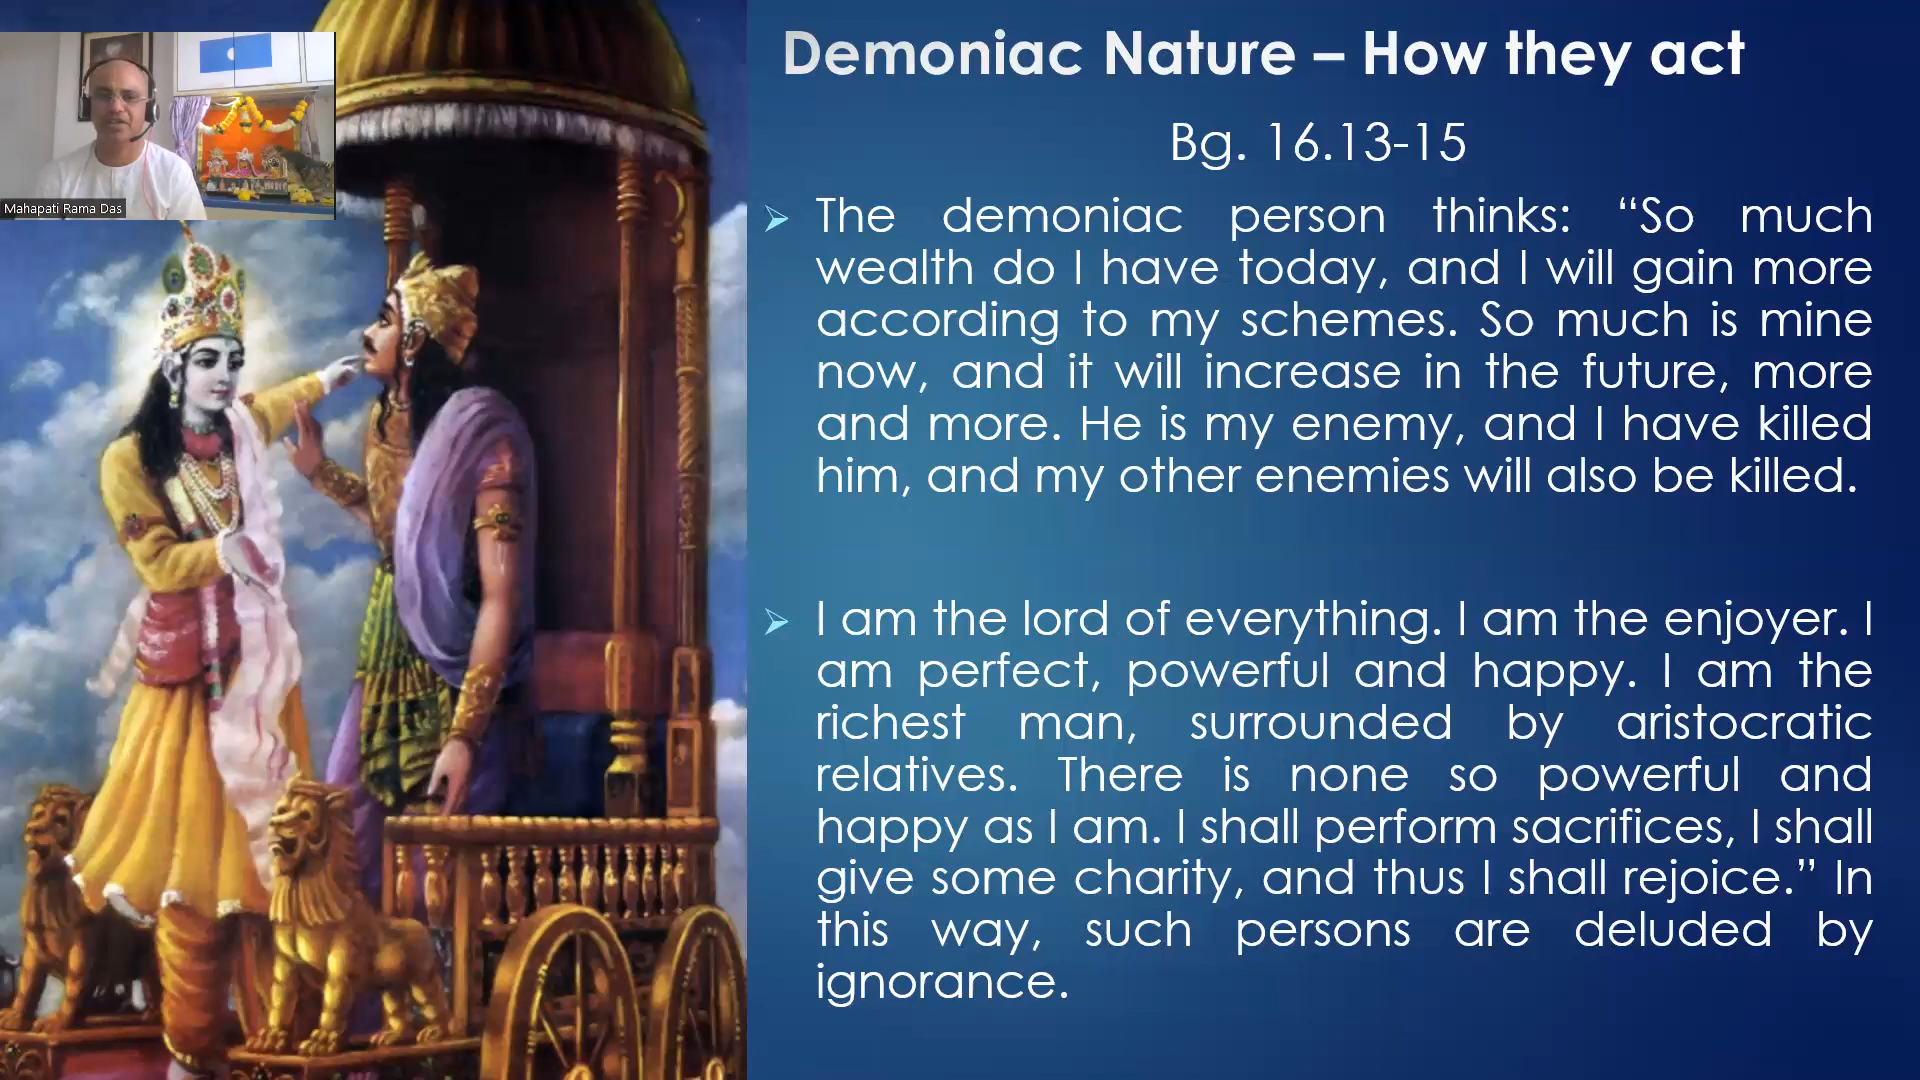 Demoniac Nature – How they act
Bg. 16.13-15
Mahapati Rama Das
The demoniac person thinks: “So much
wealth do I have today, and I will gain more
according to my schemes. So much is mine
now, and it will increase in the future, more
and more. He is my enemy, and I have killed
him, and my other enemies will also be killed.
I am the lord of everything. I am the enjoyer. I
am perfect, powerful and happy. I am the
richest man, surrounded by aristocratic
relatives. There is none so powerful and
happy as I am. I shall perform sacrifices, I shall
give some charity, and thus I shall rejoice.” In
this way, such persons are deluded by
ignorance.